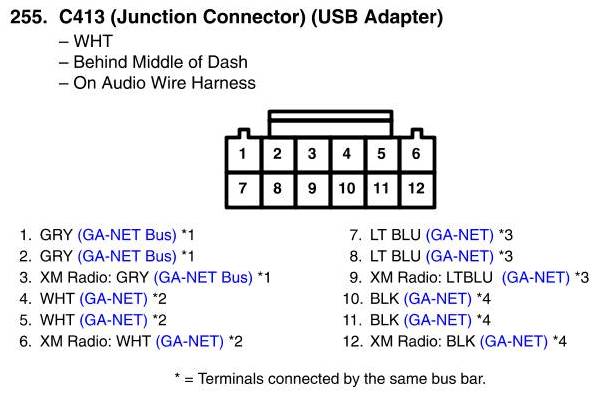 255. C413 (Junction Connector) (USB Adapter)
– WHT
– Behind Middle of Dash
– On Audio Wire Harness
1 2 3 4 5 6
7 8 9 10 11 12
1. GRY (GA-NET Bus) *1
2. GRY (GA-NET Bus) *1
3. XM Radio: GRY (GA-NET Bus) *1
4. WHT (GA-NET) *2
5. WHT (GA-NET) *2
6. XM Radio: WHT (GA-NET) *2
7. LT BLU (GA-NET) *3
8. LT BLU (GA-NET) *3
9. XM Radio: LTBLU (GA-NET) *3
10. BLK (GA-NET) *4
11. BLK (GA-NET) *4
12. XM Radio: BLK (GA-NET) *4
* = Terminals connected by the same bus bar.